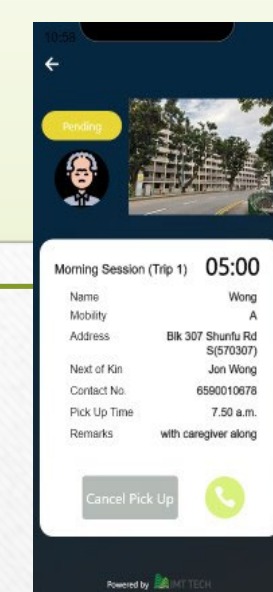 10:58
Pending
Morning Session (Trip 1) 05:00
Name Wong
Mobility A
Address Blk 307 Shunfu Rd
S(570307)
Next of Kin Jon Wong
Contact No. 6590010678
Pick Up Time 7.50 a.m.
Remarks with caregiver along
Cancel Pick Up
Powered by IMT TECH